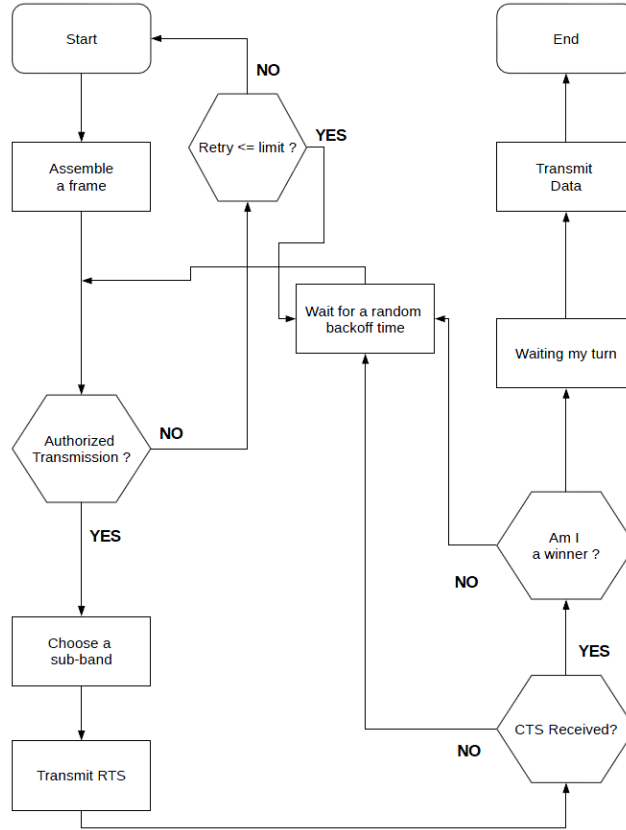 Start
End
NO
YES
Retry <= limit ?
Assemble
a frame
Transmit
Data
Wait for a random
backoff time
Waiting my turn
Authorized
Transmission ?
NO
YES
Am I
a winner ?
NO
YES
Choose a
sub-band
CTS Received?
NO
Transmit RTS